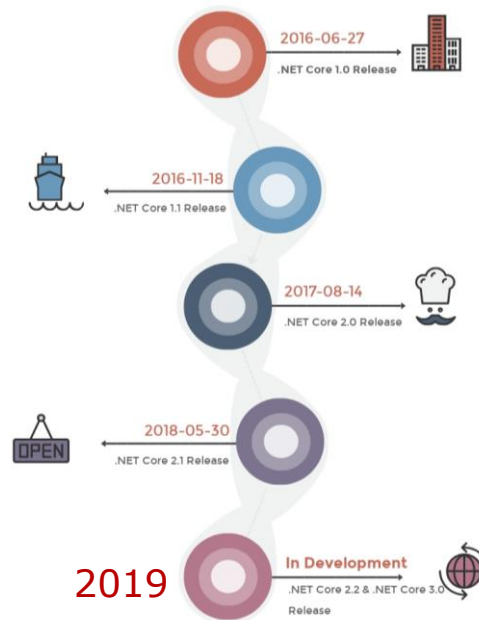 2016-06-27
.NET Core 1.0 Release
2016-11-18
.NET Core 1.1 Release
2017-08-14
.NET Core 2.0 Release
2018-05-30
OPEN
.NET Core 2.1 Release
In Development
2019
.NET Core 2.2 & .NET Core 3.0
Release